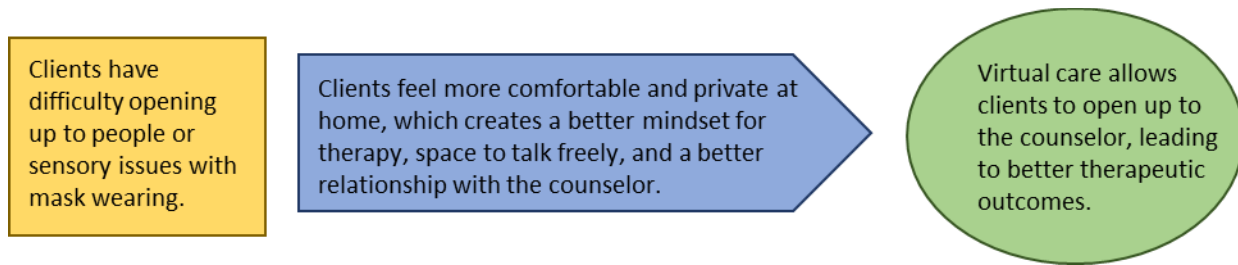 Clients have
difficulty opening
up to people or
sensory issues with
mask wearing.
Clients feel more comfortable and private at
home, which creates a better mindset for
therapy, space to talk freely, and a better
relationship with the counselor.
Virtual care allows
clients to open up to
the counselor, leading
to better therapeutic
outcomes.